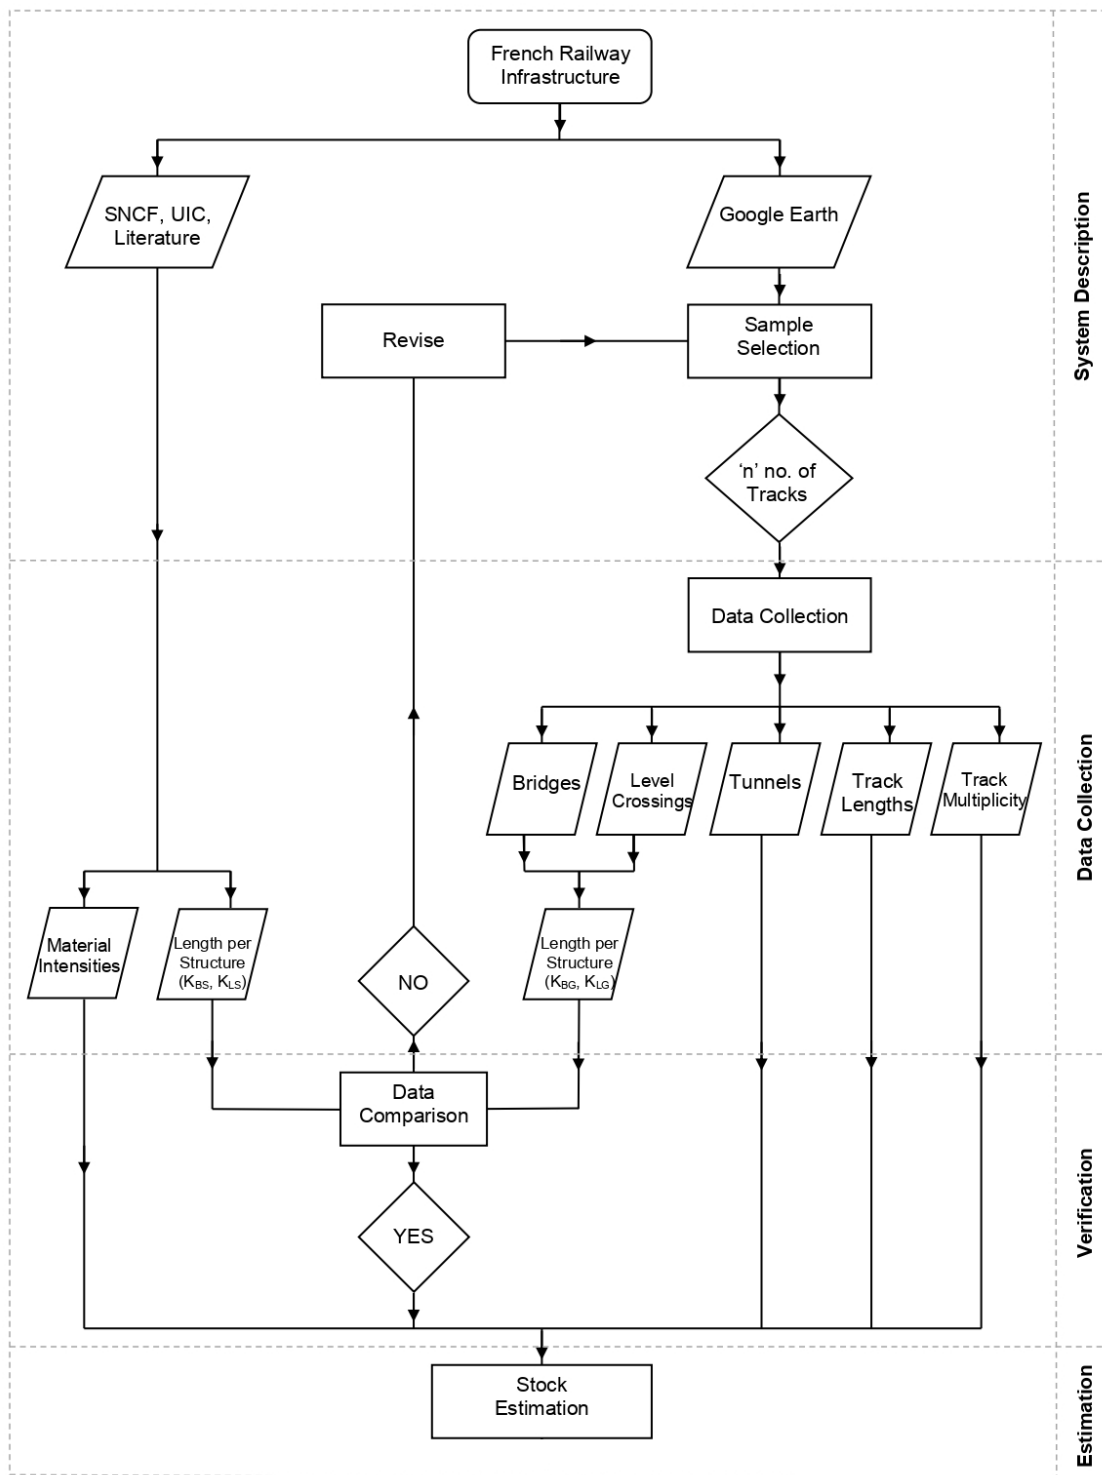 French Railway
Infrastructure
SNCF, UIC,
Literature
Google Earth
System Description
Revise
Sample
Selection
‘n’ no. of
Tracks
Data Collection
Bridges
Level
Crossings
Tunnels
Track
Lengths
Track
Multiplicity
Data Collection
Material
Intensities
Length per
Structure
(KBS, KLS)
NO
Length per
Structure
(KBG, KLG)
Data
Comparison
YES
Verification
Stock
Estimation
Estimation